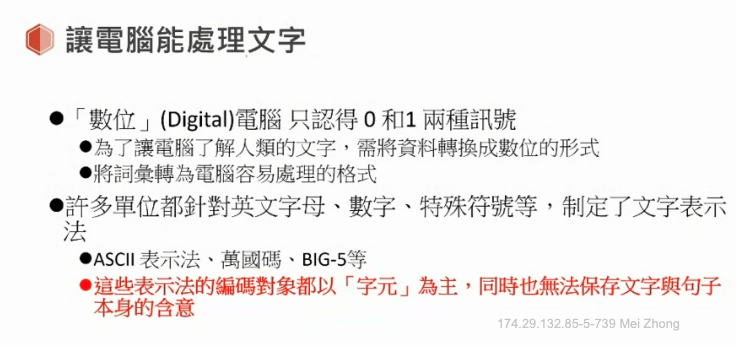 讓電腦能處理文字
●「數位」(Digital)電腦 只認得 0 和1 兩種訊號
●為了讓電腦了解人類的文字，需將資料轉換成數位的形式
●將詞彙轉為電腦容易處理的格式
●許多單位都針對英文字母、數字、特殊符號等，制定了文字表示
法
●ASCII 表示法、萬國碼、BIG-5等
●這些表示法的編碼對象都以「字元」為主，同時也無法保存文字與句子
本身的含意
174.29.132.85-5-739 Mei Zhong